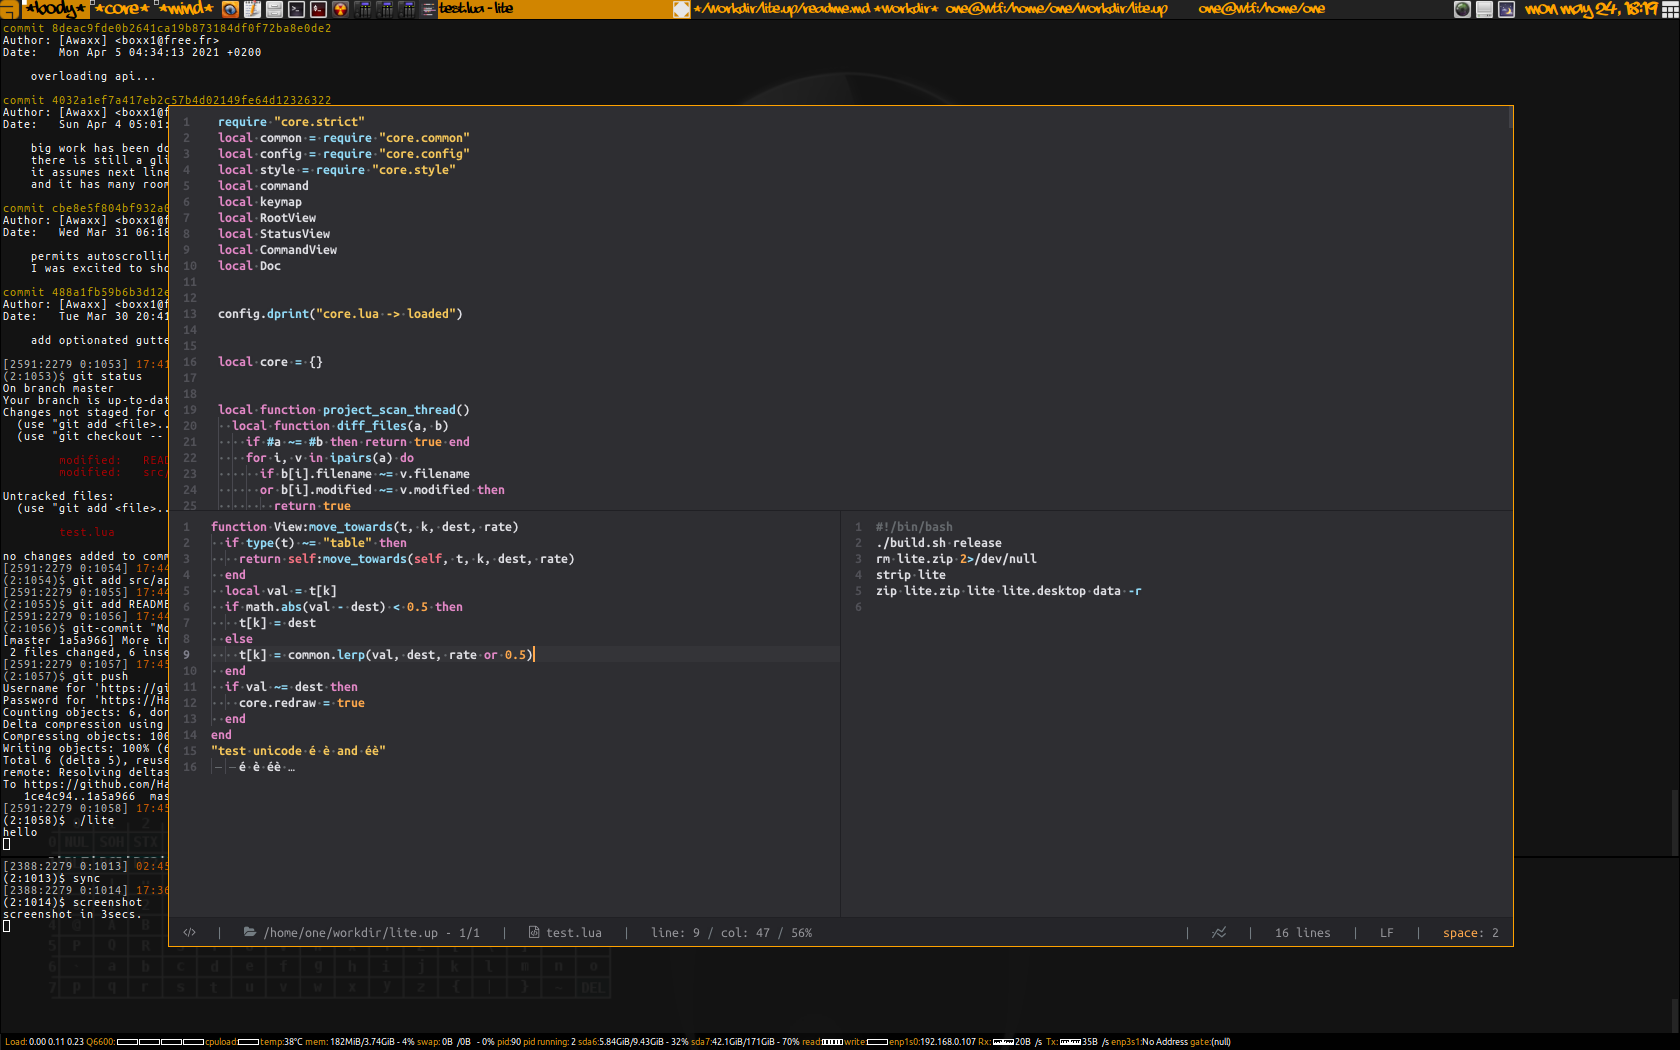 *body* *core* *mind* test.lua - lite */workdir/lite.up/readme.md *workdir* one@wtf:/home/one/workdir/lite.up one@wtf:/home/one mon may 24, 18:19
commit 8deac9fde0b2641ca19b873184df0f72ba8e0de2
Author: [Awaxx] <boxx1@free.fr>
Date:   Mon Apr 5 04:34:13 2021 +0200
overloading api...
commit 4032a1ef7a417eb2c57b4d02149fe64d12326322
Author: [Awaxx] <boxx1@f
Date:   Sun Apr 4 05:01:
big work has been do
there is still a gli
it assumes next line
and it has many room
commit cbe8e5f804bf932a0
Author: [Awaxx] <boxx1@f
Date:   Wed Mar 31 06:18
permits autoscrollin
I was excited to sho
commit 488a1fb59b6b3d12e
Author: [Awaxx] <boxx1@f
Date:   Tue Mar 30 20:41
add optionated gutte
[2591:2279 0:1053] 17:41
(2:1053)$ git status
On branch master
Your branch is up-to-dat
Changes not staged for c
(use "git add <file>..
(use "git checkout --
modified:   READ
modified:   src/
Untracked files:
(use "git add <file>..
test.lua
no changes added to comm
[2591:2279 0:1054] 17:44
(2:1054)$ git add src/ap
[2591:2279 0:1055] 17:44
(2:1055)$ git add README
[2591:2279 0:1056] 17:44
(2:1056)$ git-commit "Mo
[master 1a5a966] More in
2 files changed, 6 inse
[2591:2279 0:1057] 17:45
(2:1057)$ git push
Username for 'https://gi
Password for 'https://Ha
Counting objects: 6, don
Delta compression using
Compressing objects: 100
Writing objects: 100% (6
Total 6 (delta 5), reuse
remote: Resolving deltas
To https://github.com/Ha
1ce4c94..1a5a966  mas
[2591:2279 0:1058] 17:45
(2:1058)$ ./lite
hello
[2388:2279 0:1013] 02:45
(2:1013)$ sync
[2388:2279 0:1014] 17:36
(2:1014)$ screenshot
screenshot in 3secs.
1 require "core.strict"
2 local common = require "core.common"
3 local config = require "core.config"
4 local style = require "core.style"
5 local command
6 local keymap
7 local RootView
8 local StatusView
9 local CommandView
10 local Doc
11
12
13 config.dprint("core.lua -> loaded")
14
15
16 local core = {}
17
18
19 local function project_scan_thread()
20 local function diff_files(a, b)
21 if #a ~= #b then return true end
22 for i, v in ipairs(a) do
23 if b[i].filename ~= v.filename
24 or b[i].modified ~= v.modified then
25 return true
1 function View:move_towards(t, k, dest, rate)
2 if type(t) ~= "table" then
3 return self:move_towards(self, t, k, dest, rate)
4 end
5 local val = t[k]
6 if math.abs(val - dest) < 0.5 then
7 t[k] = dest
8 else
9 t[k] = common.lerp(val, dest, rate or 0.5)
10 end
11 if val ~= dest then
12 core.redraw = true
13 end
14 end
15 "test unicode é è and éè"
16 é è éè …
1 #!/bin/bash
2 ./build.sh release
3 rm lite.zip 2>/dev/null
4 strip lite
5 zip lite.zip lite lite.desktop data -r
6
</> | /home/one/workdir/lite.up - 1/1 | test.lua | line: 9 / col: 47 / 56% | | 16 lines | LF | space: 2
NUL SOH STX
A B
P Q R
a b c d e f g h i j k l m n o
7 p q r s t u v w x y z { | } ~ DEL
Load: 0.00 0.11 0.23 Q6600: cpuload: temp:38°C mem: 182MiB/3.74GiB - 4% swap: 0B /0B - 0% pid:90 pid running: 2 sda6:5.84GiB/9.43GiB - 32% sda7:42.1GiB/171GiB - 70% read: write: enp1s0:192.168.0.107 Rx: 20B /s Tx: 35B /s enp3s1:No Address gate:(null)